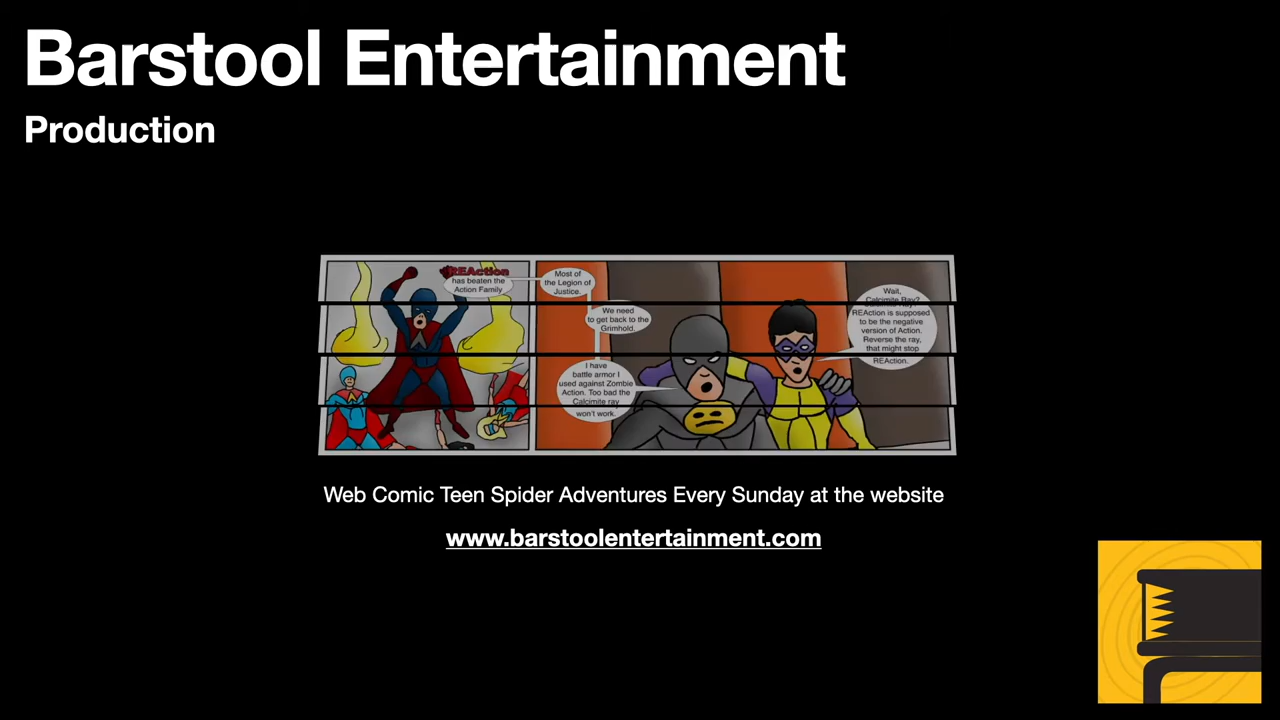 Barstool Entertainment
Production
REAction
has beaten the
Action Family
Most of
the Legion of
Justice.
We need
to get back to the
Grimhold.
I have
battle armor I
used against Zombie
Action. Too bad the
Calcimite ray
won't work.
Wait,
Calcimite Ray?
REAction is supposed
to be the negative
version of Action.
Reverse the ray,
that might stop
REAction.
Web Comic Teen Spider Adventures Every Sunday at the website
www.barstoolentertainment.com